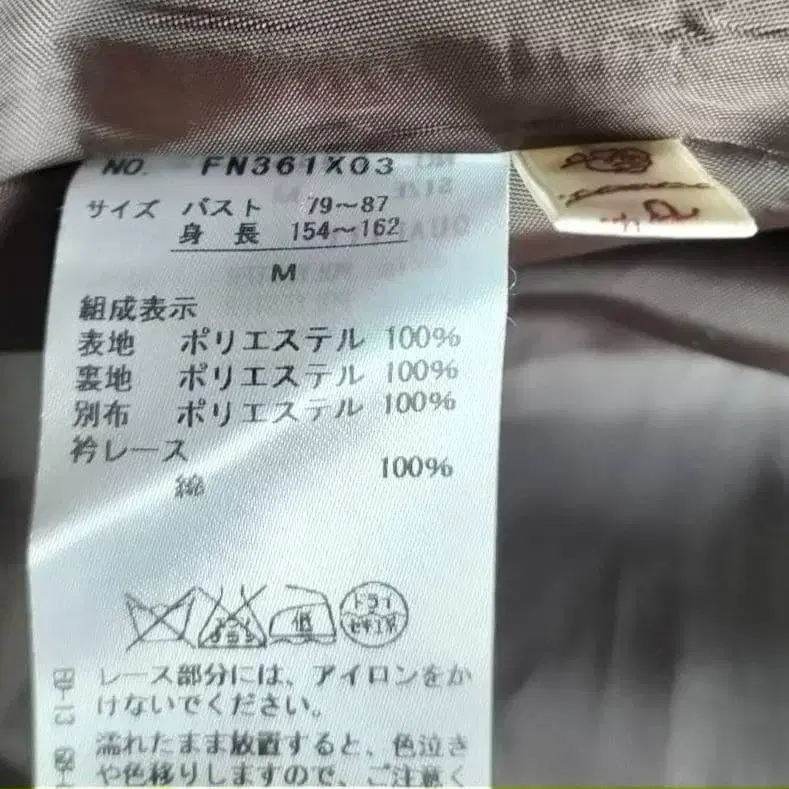 NO. FN361X03
サイズ バスト 79～87
身長 154～162
M
組成表示
表地 ポリエステル 100%
裏地 ポリエステル 100%
別布 ポリエステル 100%
衿レース
綿 100%
低 ドライ
セキユ系
レース部分には、アイロンをか
けないでください。
濡れたまま放置すると、色泣き
や色移りしますので、ご注意く